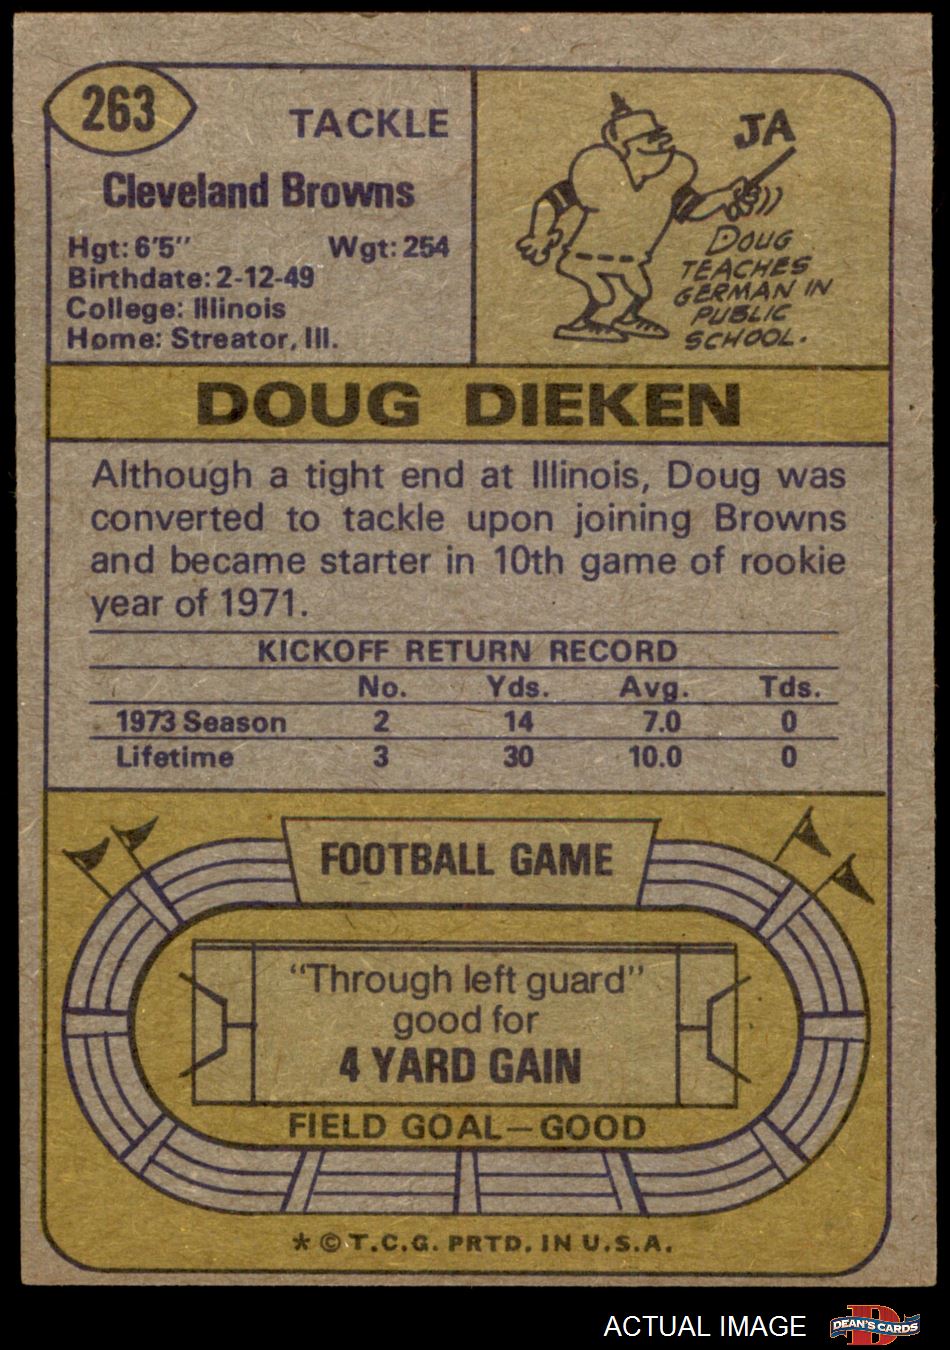 263
TACKLE
Cleveland Browns
Hgt: 6'5" Wgt: 254
Birthdate: 2-12-49
College: Illinois
Home: Streator, Ill.
JA
DOUG
TEACHES
GERMAN IN
PUBLIC
SCHOOL.
DOUG DIEKEN
Although a tight end at Illinois, Doug was
converted to tackle upon joining Browns
and became starter in 10th game of rookie
year of 1971.
KICKOFF RETURN RECORD
No. Yds. Avg. Tds.
1973 Season 2 14 7.0 0
Lifetime 3 30 10.0 0
FOOTBALL GAME
"Through left guard"
good for
4 YARD GAIN
FIELD GOAL—GOOD
* © T.C.G. PRTD. IN U.S.A.
ACTUAL IMAGE
D
DEAN'S CARDS